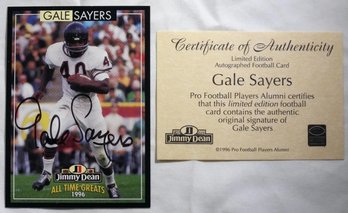 GALE SAYERS
40
Gale Sayers
JD
Jimmy Dean
ALL TIME GREATS
1996
Certificate of Authenticity
Limited Edition
Autographed Football Card
Gale Sayers
Pro Football Players Alumni certifies
that this limited edition football
card contains the authentic
original signature of
Gale Sayers
Jimmy Dean
©1996 Pro Football Players Alumni